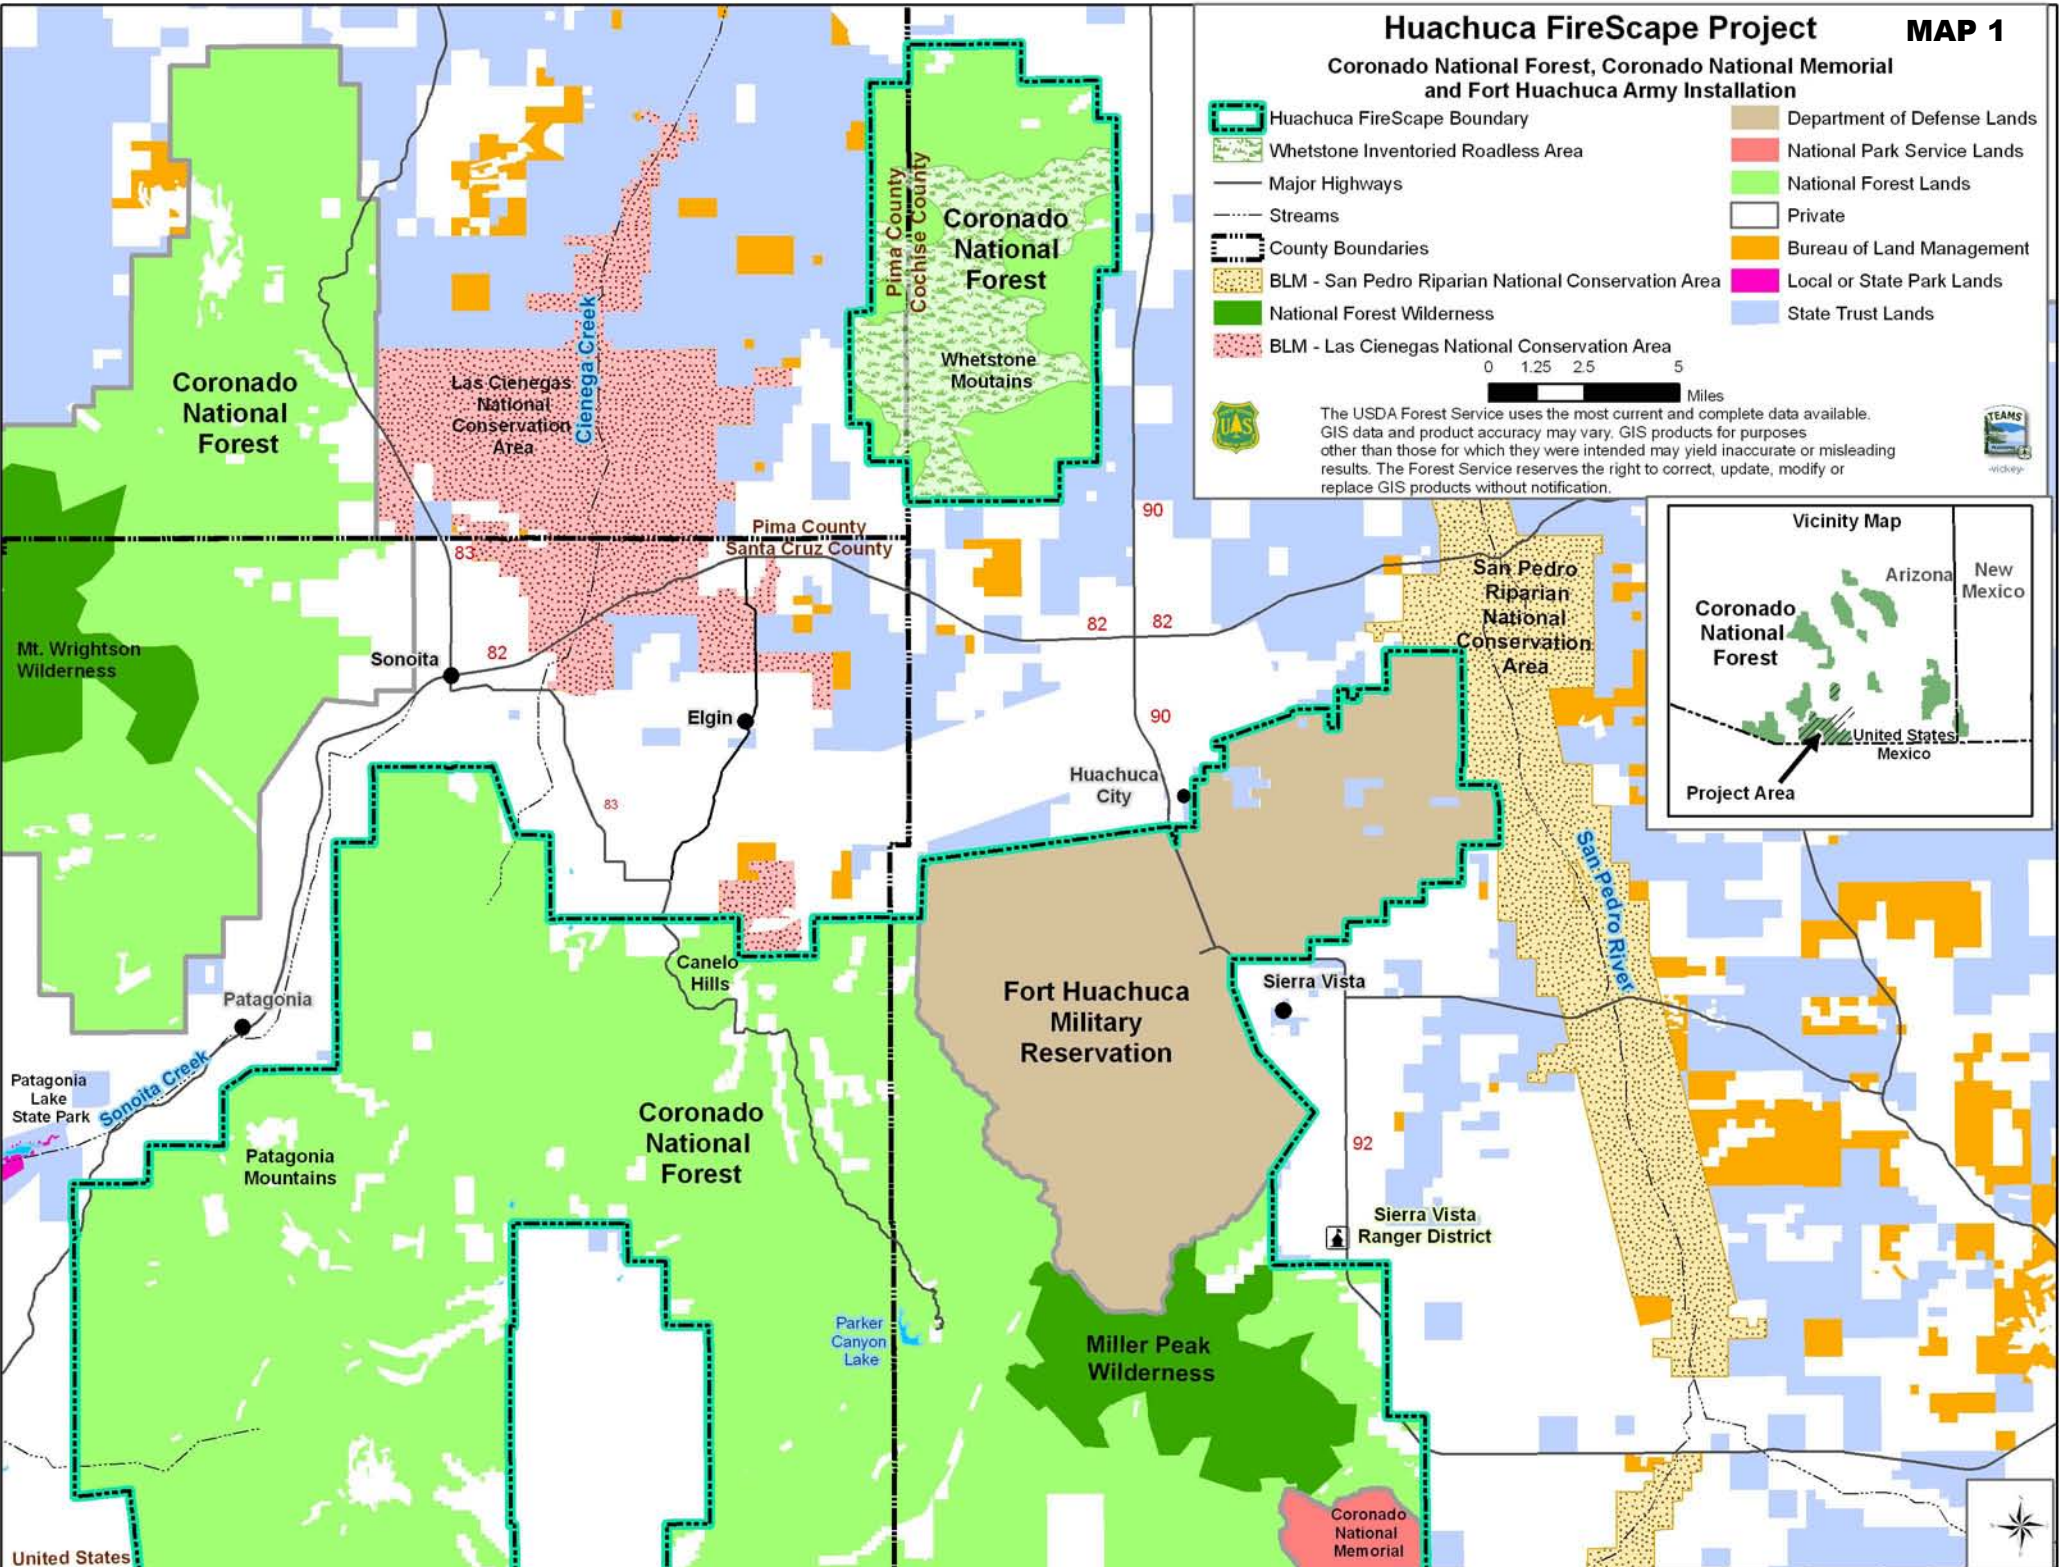 Huachuca FireScape Project
MAP 1
Coronado National Forest, Coronado National Memorial
and Fort Huachuca Army Installation
Huachuca FireScape Boundary
Whetstone Inventoried Roadless Area
Major Highways
Streams
County Boundaries
BLM - San Pedro Riparian National Conservation Area
National Forest Wilderness
BLM - Las Cienegas National Conservation Area
Department of Defense Lands
National Park Service Lands
National Forest Lands
Private
Bureau of Land Management
Local or State Park Lands
State Trust Lands
0 1.25 2.5 5
Miles
The USDA Forest Service uses the most current and complete data available.
GIS data and product accuracy may vary. GIS products for purposes
other than those for which they were intended may yield inaccurate or misleading
results. The Forest Service reserves the right to correct, update, modify or
replace GIS products without notification.
UAS
TEAMS
-vickey-
Vicinity Map
Arizona
New
Mexico
Coronado
National
Forest
United States
Mexico
Project Area
Pima County
Cochise County
Coronado
National
Forest
Whetstone
Moutains
Coronado
National
Forest
Las Cienegas
National
Conservation
Area
Cienega Creek
Pima County
Santa Cruz County
83
90
82
82
82
San Pedro
Riparian
National
Conservation
Area
Mt. Wrightson
Wilderness
Sonoita
Elgin
90
Huachuca
City
83
San Pedro River
Canelo
Hills
Sierra Vista
Fort Huachuca
Military
Reservation
Patagonia
Sonoita Creek
Patagonia
Lake
State Park
Patagonia
Mountains
Coronado
National
Forest
92
Sierra Vista
Ranger District
Parker
Canyon
Lake
Miller Peak
Wilderness
Coronado
National
Memorial
United States